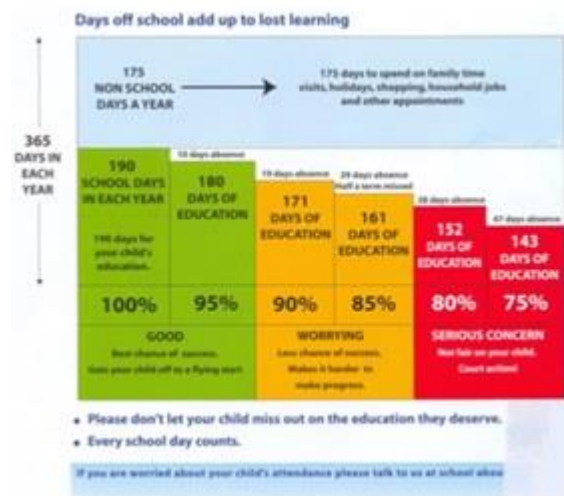 Days off school add up to lost learning
175
NON SCHOOL
DAYS A YEAR
175 days to spend on family time
visits, holidays, shopping, household jobs
and other appointments
365
DAYS IN
EACH
YEAR
190
SCHOOL DAYS
IN EACH YEAR
190 days for
your child's
education.
10 days absence
180
DAYS OF
EDUCATION
19 days absence
171
DAYS OF
EDUCATION
29 days absence
Half a term missed
161
DAYS OF
EDUCATION
38 days absence
152
DAYS OF
EDUCATION
47 days absence
143
DAYS OF
EDUCATION
100%
95%
90%
85%
80%
75%
GOOD
Best chance of success.
Gets your child off to a flying start
WORRYING
Less chance of success.
Makes it harder to
make progress.
SERIOUS CONCERN
Not fair on your child.
Court action!
• Please don't let your child miss out on the education they deserve.
• Every school day counts.
If you are worried about your child's attendance please talk to us at school